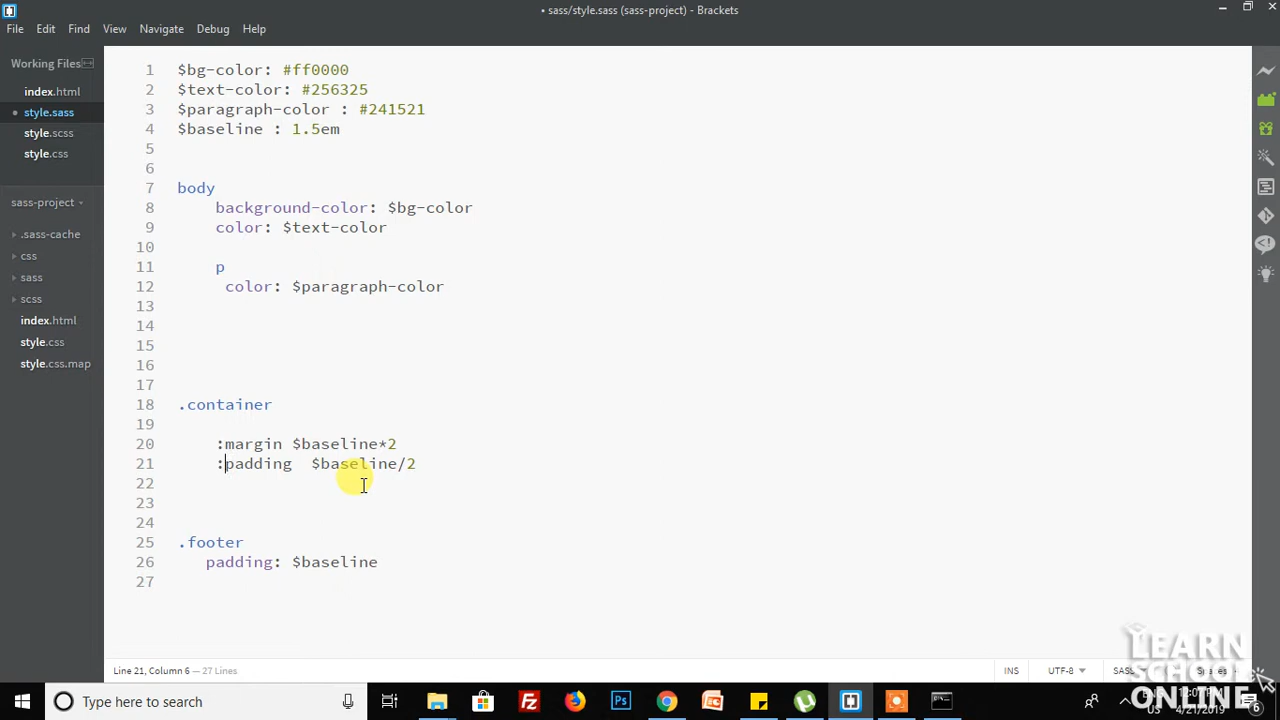 • sass/style.sass (sass-project) - Brackets
File Edit Find View Navigate Debug Help
Working Files
index.html
• style.sass
style.scss
style.css
sass-project
.sass-cache
css
sass
scss
index.html
style.css
style.css.map
1 $bg-color: #ff0000
2 $text-color: #256325
3 $paragraph-color : #241521
4 $baseline : 1.5em
5
6
7 body
8 background-color: $bg-color
9 color: $text-color
10
11 p
12 color: $paragraph-color
13
14
15
16
17
18 .container
19
20 :margin $baseline*2
21 :padding $baseline/2
22
23
24
25 .footer
26 padding: $baseline
27
Line 21, Column 6 — 27 Lines
INS UTF-8 SASS
LEARN
SCHOOL
ONLINE
Type here to search
4/21/2019
6